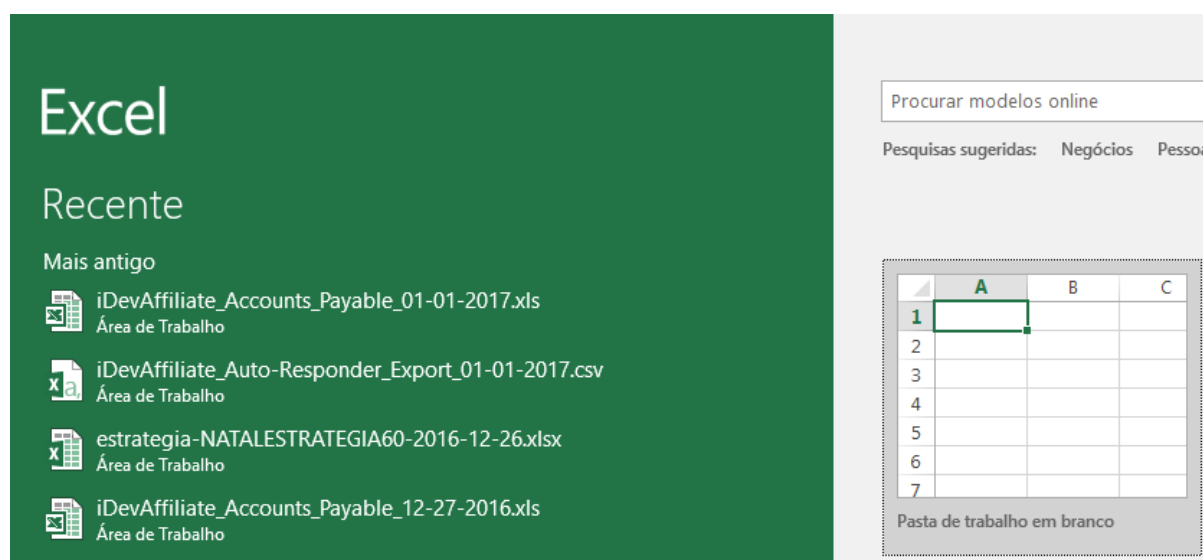 Excel
Recente
Mais antigo
iDevAffiliate_Accounts_Payable_01-01-2017.xls
Área de Trabalho
iDevAffiliate_Auto-Responder_Export_01-01-2017.csv
Área de Trabalho
estrategia-NATALESTRATEGIA60-2016-12-26.xlsx
Área de Trabalho
iDevAffiliate_Accounts_Payable_12-27-2016.xls
Área de Trabalho
Procurar modelos online
Pesquisas sugeridas: Negócios Pessoa
A B C
1
2
3
4
5
6
7
Pasta de trabalho em branco